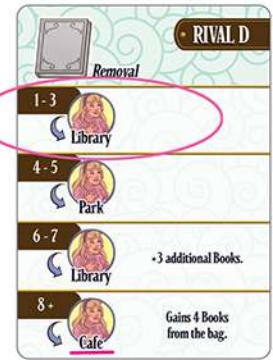 RIVAL D
Removal
1-3
Library
4-5
Park
6-7
Library
+3 additional Books.
8+
Cafe
Gains 4 Books
from the bag.